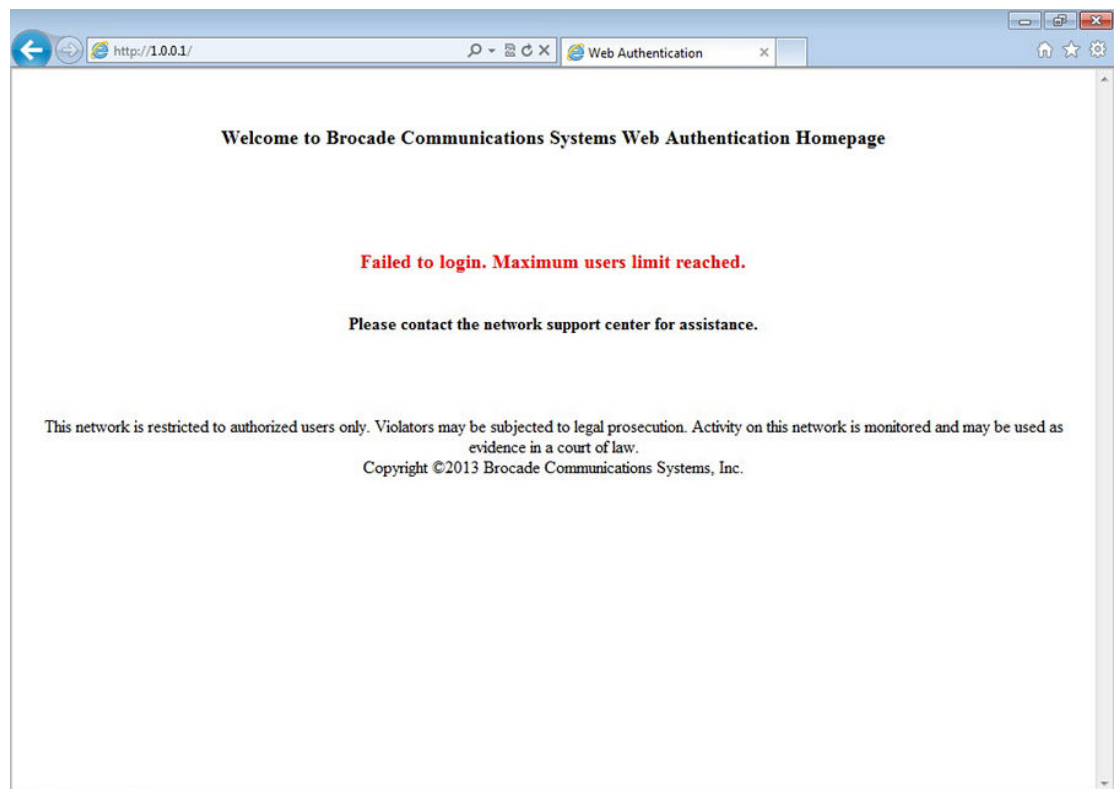 http://1.0.0.1/
Web Authentication
Welcome to Brocade Communications Systems Web Authentication Homepage
Failed to login. Maximum users limit reached.
Please contact the network support center for assistance.
This network is restricted to authorized users only. Violators may be subjected to legal prosecution. Activity on this network is monitored and may be used as
evidence in a court of law.
Copyright ©2013 Brocade Communications Systems, Inc.